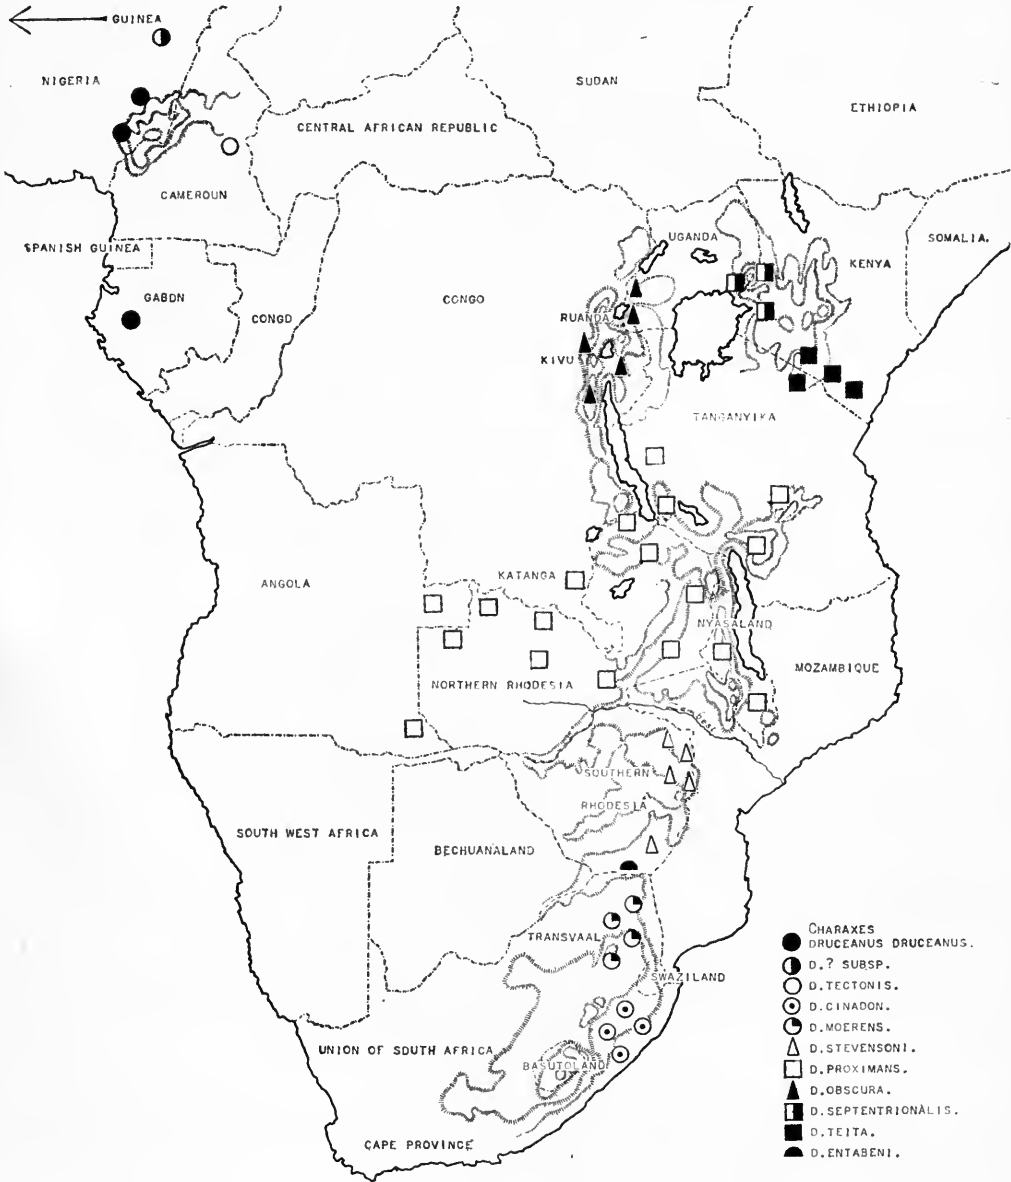 GUINEA
NIGERIA
SUDAN
ETHIOPIA
CENTRAL AFRICAN REPUBLIC
CAMEROUN
SPANISH GUINEA
UGANDA
SOMALIA.
KENYA
GABON
CONGO
CONGO
RUANDA
KIVU
TANGANYIKA
ANGOLA
KATANGA
NYASALAND
MOZAMBIQUE
NORTHERN RHODESIA
SOUTHERN
RHODESIA
SOUTH WEST AFRICA
BECHUANALAND
TRANSVAAL
SWAZILAND
UNION OF SOUTH AFRICA
BASUTOLAND
CAPE PROVINCE
CHARAXES
DRUCEANUS DRUCEANUS.
D.? SUBSP.
D.TECTONIS.
D.CINADON.
D.MOERENS.
D.STEVENSONI.
D.PROXIMANS.
D.OBSCURA.
D.SEPTENTRIONALIS.
D.TEITA.
D.ENTABENI.